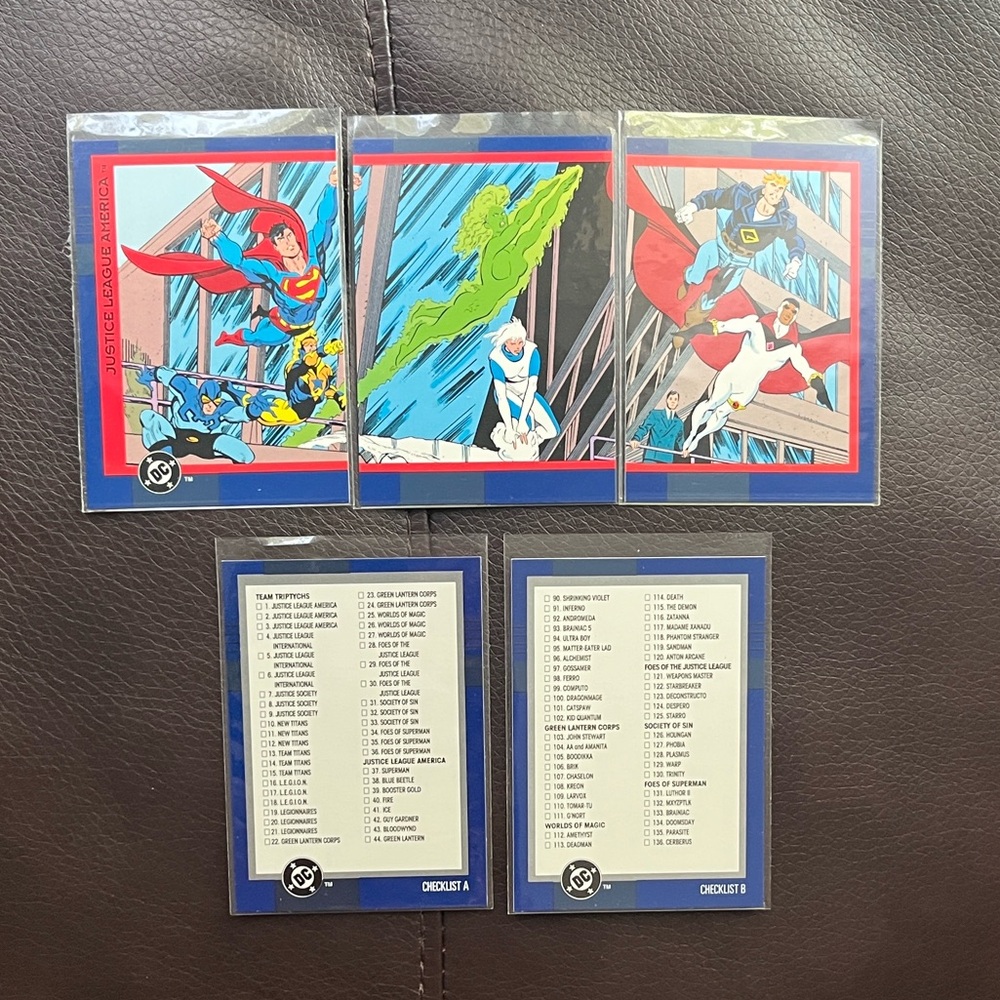 JUSTICE LEAGUE AMERICA™
DC
TM
TEAM TRIPTYCHS
1. JUSTICE LEAGUE AMERICA
2. JUSTICE LEAGUE AMERICA
3. JUSTICE LEAGUE AMERICA
4. JUSTICE LEAGUE
INTERNATIONAL
5. JUSTICE LEAGUE
INTERNATIONAL
6. JUSTICE LEAGUE
INTERNATIONAL
7. JUSTICE SOCIETY
8. JUSTICE SOCIETY
9. JUSTICE SOCIETY
10. NEW TITANS
11. NEW TITANS
12. NEW TITANS
13. TEAM TITANS
14. TEAM TITANS
15. TEAM TITANS
16. L.E.G.I.O.N.
17. L.E.G.I.O.N.
18. L.E.G.I.O.N.
19. LEGIONNAIRES
20. LEGIONNAIRES
21. LEGIONNAIRES
22. GREEN LANTERN CORPS
23. GREEN LANTERN CORPS
24. GREEN LANTERN CORPS
25. WORLDS OF MAGIC
26. WORLDS OF MAGIC
27. WORLDS OF MAGIC
28. FOES OF THE
JUSTICE LEAGUE
29. FOES OF THE
JUSTICE LEAGUE
30. FOES OF THE
JUSTICE LEAGUE
31. SOCIETY OF SIN
32. SOCIETY OF SIN
33. SOCIETY OF SIN
34. FOES OF SUPERMAN
35. FOES OF SUPERMAN
36. FOES OF SUPERMAN
JUSTICE LEAGUE AMERICA
37. SUPERMAN
38. BLUE BEETLE
39. BOOSTER GOLD
40. FIRE
41. ICE
42. GUY GARDNER
43. BLOODWYND
44. GREEN LANTERN
DC
TM
CHECKLIST A
90. SHRINKING VIOLET
91. INFERNO
92. ANDROMEDA
93. BRAINIAC 5
94. ULTRA BOY
95. MATTER-EATER LAD
96. ALCHEMIST
97. GOSSAMER
98. FERRO
99. COMPUTO
100. DRAGONMAGE
101. CATSPAW
102. KID QUANTUM
GREEN LANTERN CORPS
103. JOHN STEWART
104. AA and AMANITA
105. BOODIKKA
106. BRIK
107. CHASELON
108. KREON
109. LARVOX
110. TOMAR-TU
111. G'NORT
WORLDS OF MAGIC
112. AMETHYST
113. DEADMAN
114. DEATH
115. THE DEMON
116. ZATANNA
117. MADAME XANADU
118. PHANTOM STRANGER
119. SANDMAN
120. ANTON ARCANE
FOES OF THE JUSTICE LEAGUE
121. WEAPONS MASTER
122. STARBREAKER
123. DECONSTRUCTO
124. DESPERO
125. STARRO
SOCIETY OF SIN
126. HOUNGAN
127. PHOBIA
128. PLASMUS
129. WARP
130. TRINITY
FOES OF SUPERMAN
131. LUTHOR II
132. MXYZPTLK
133. BRAINIAC
134. DOOMSDAY
135. PARASITE
136. CERBERUS
DC
TM
CHECKLIST B